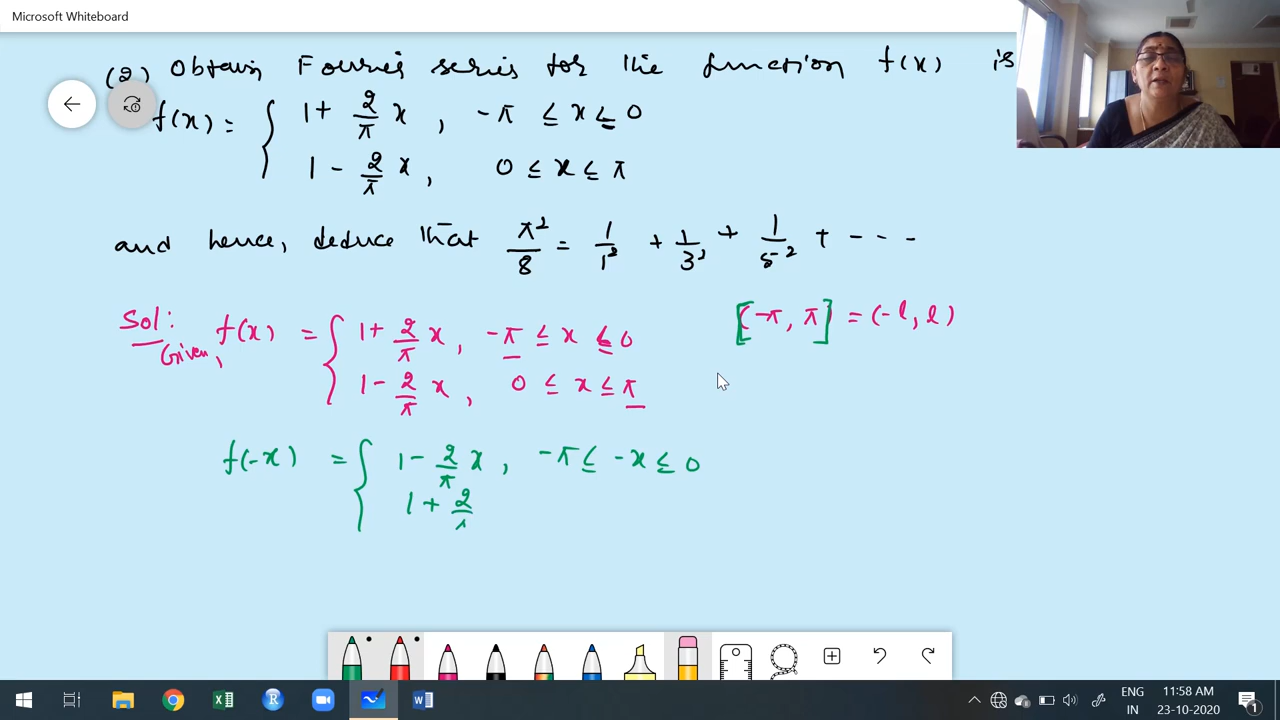 Microsoft Whiteboard
(2) Obtain Fourier series for the function f(x) is
f(x) = { 1 + 2/π x , -π ≤ x ≤ 0
1 - 2/π x , 0 ≤ x ≤ π
and hence, deduce that π²/8 = 1/1² + 1/3² + 1/5² + - - -
Sol: Given, f(x) = { 1 + 2/π x , -π ≤ x ≤ 0 [-π, π] = (-l, l)
1 - 2/π x , 0 ≤ x ≤ π
f(-x) = { 1 - 2/π x , -π ≤ -x ≤ 0
1 + 2/
ENG 11:58 AM
IN 23-10-2020
1